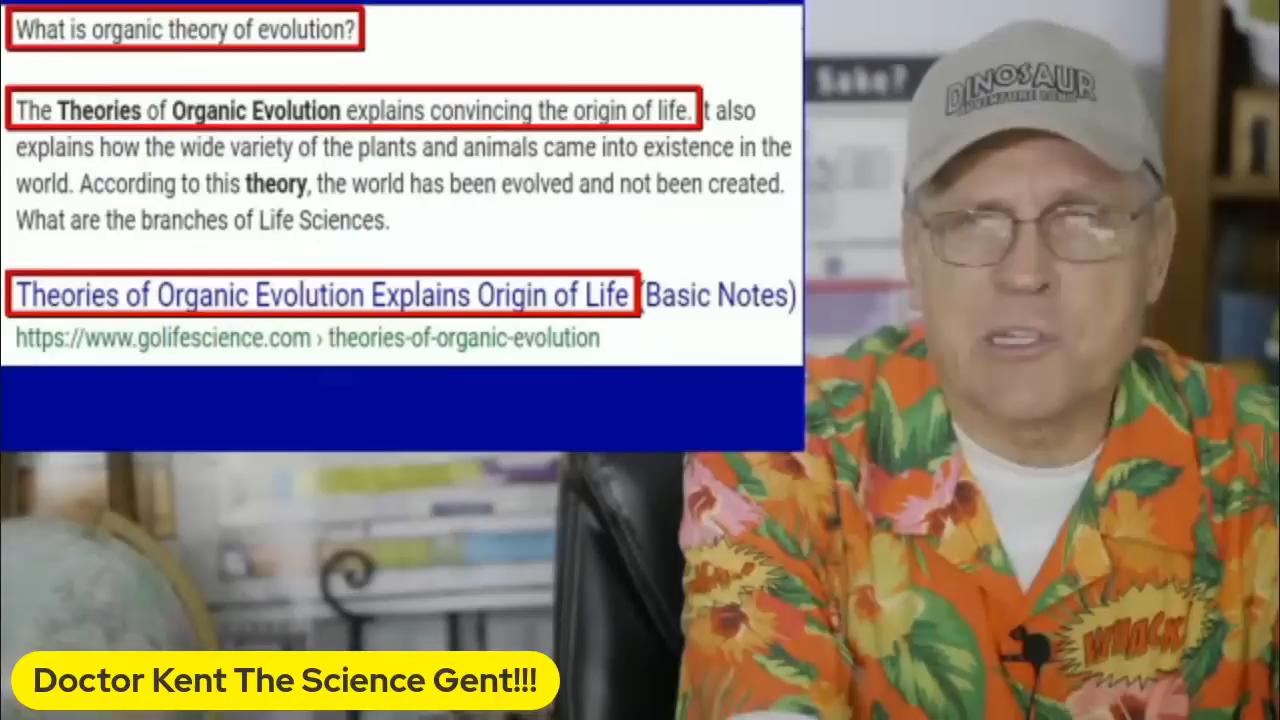 What is organic theory of evolution?
The Theories of Organic Evolution explains convincing the origin of life. t also
explains how the wide variety of the plants and animals came into existence in the
world. According to this theory, the world has been evolved and not been created.
What are the branches of Life Sciences.
Theories of Organic Evolution Explains Origin of Life (Basic Notes)
https://www.golifescience.com › theories-of-organic-evolution
Sake?
DINOSAUR
ADVENTURE LAND
WHACK!
Doctor Kent The Science Gent!!!